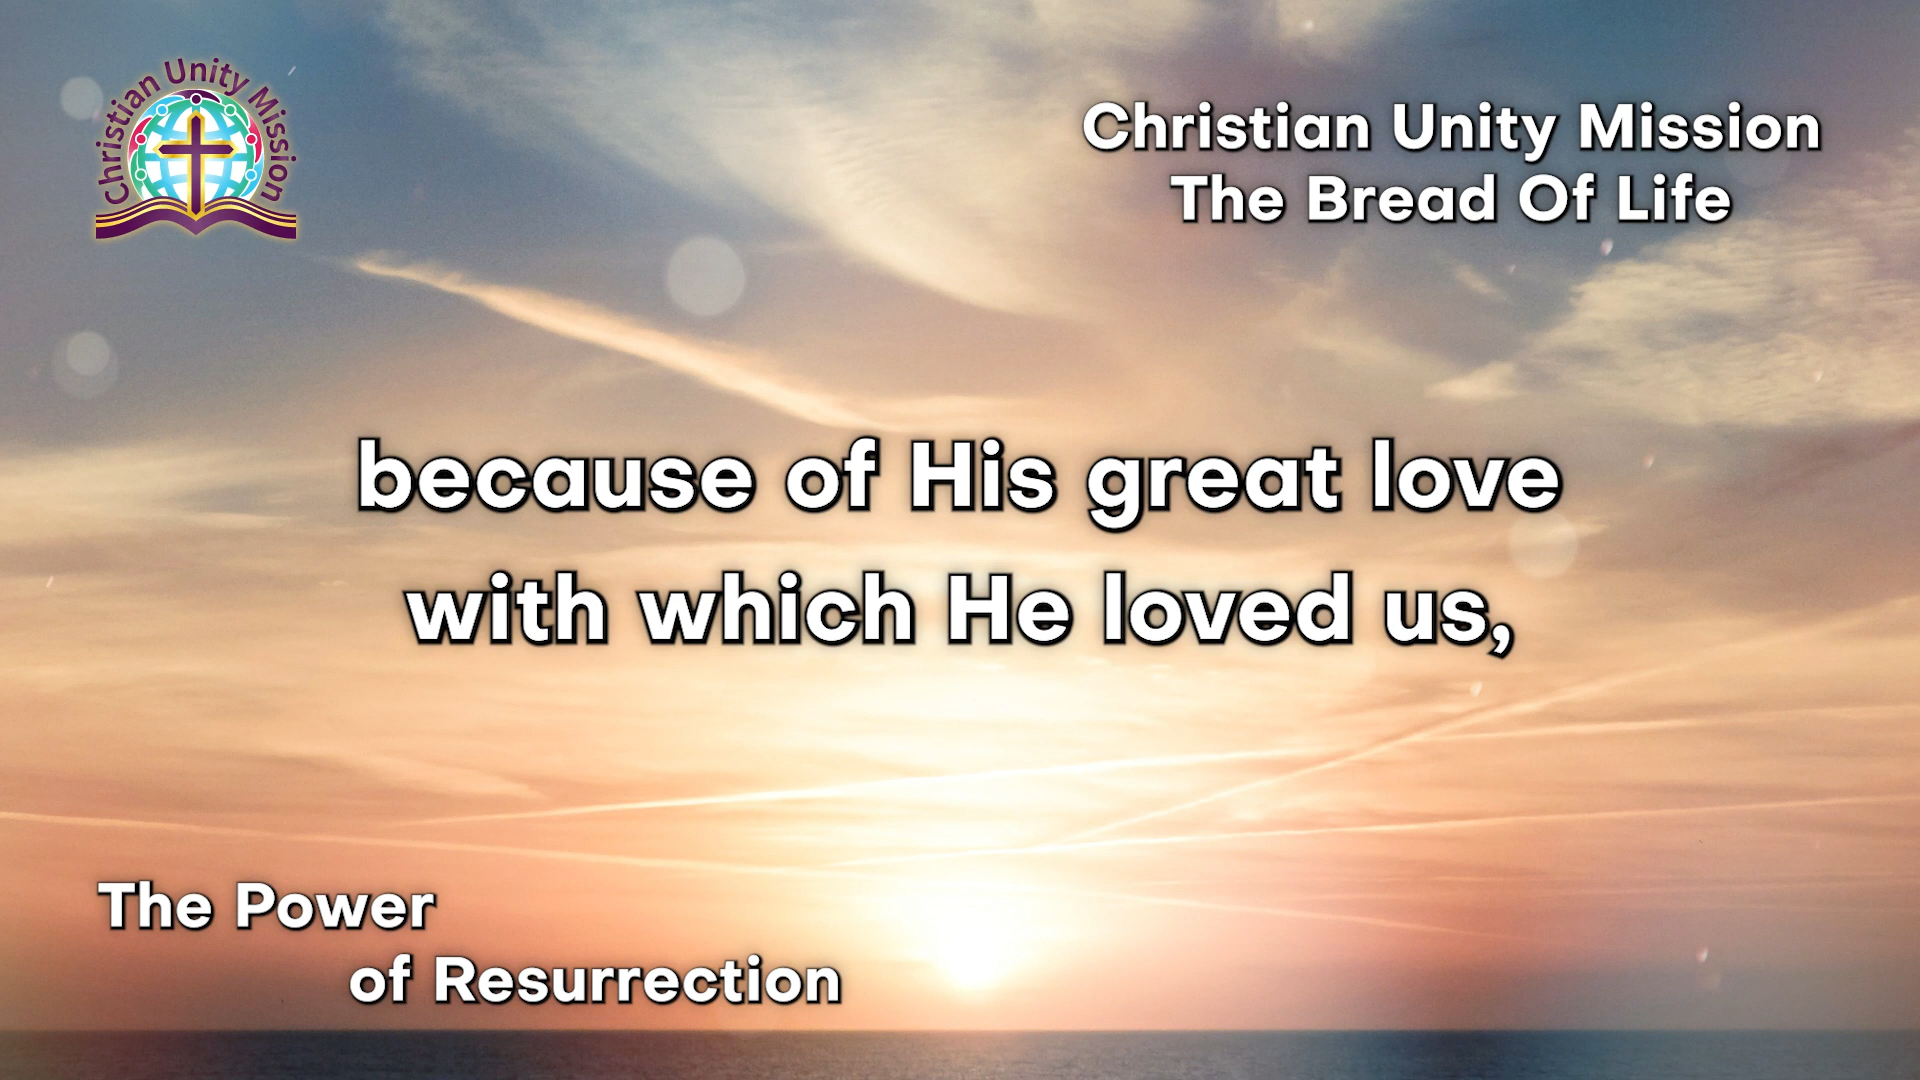 Christian Unity Mission
Christian Unity Mission
The Bread Of Life
because of His great love
with which He loved us,
The Power
of Resurrection